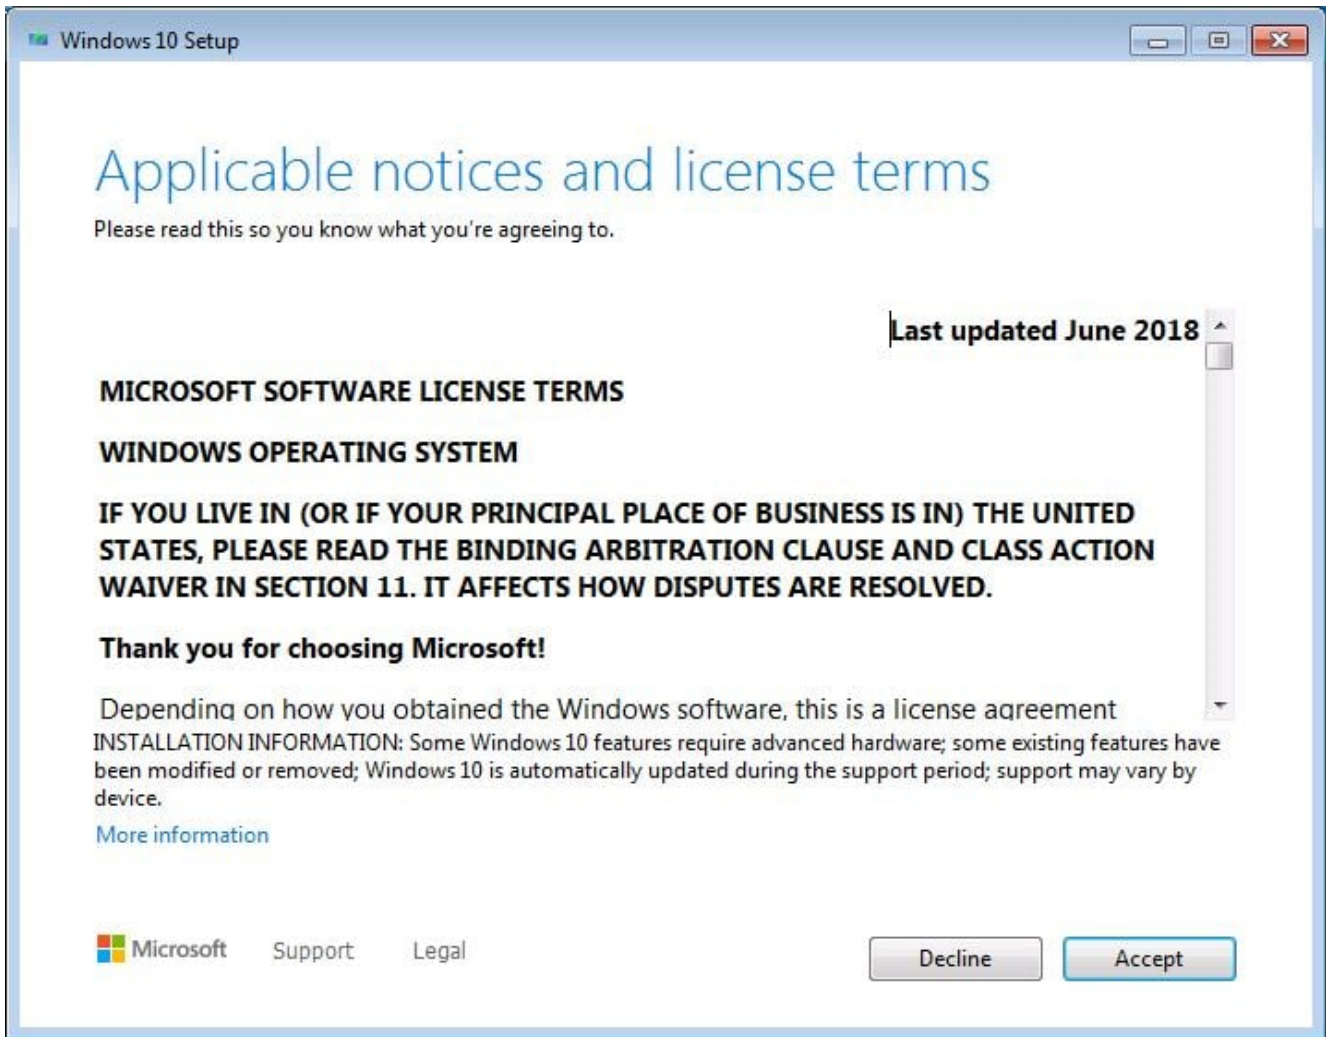 Windows 10 Setup
Applicable notices and license terms
Please read this so you know what you're agreeing to.
Last updated June 2018
MICROSOFT SOFTWARE LICENSE TERMS
WINDOWS OPERATING SYSTEM
IF YOU LIVE IN (OR IF YOUR PRINCIPAL PLACE OF BUSINESS IS IN) THE UNITED
STATES, PLEASE READ THE BINDING ARBITRATION CLAUSE AND CLASS ACTION
WAIVER IN SECTION 11. IT AFFECTS HOW DISPUTES ARE RESOLVED.
Thank you for choosing Microsoft!
Depending on how you obtained the Windows software, this is a license agreement
INSTALLATION INFORMATION: Some Windows 10 features require advanced hardware; some existing features have
been modified or removed; Windows 10 is automatically updated during the support period; support may vary by
device.
More information
Microsoft Support Legal Decline Accept